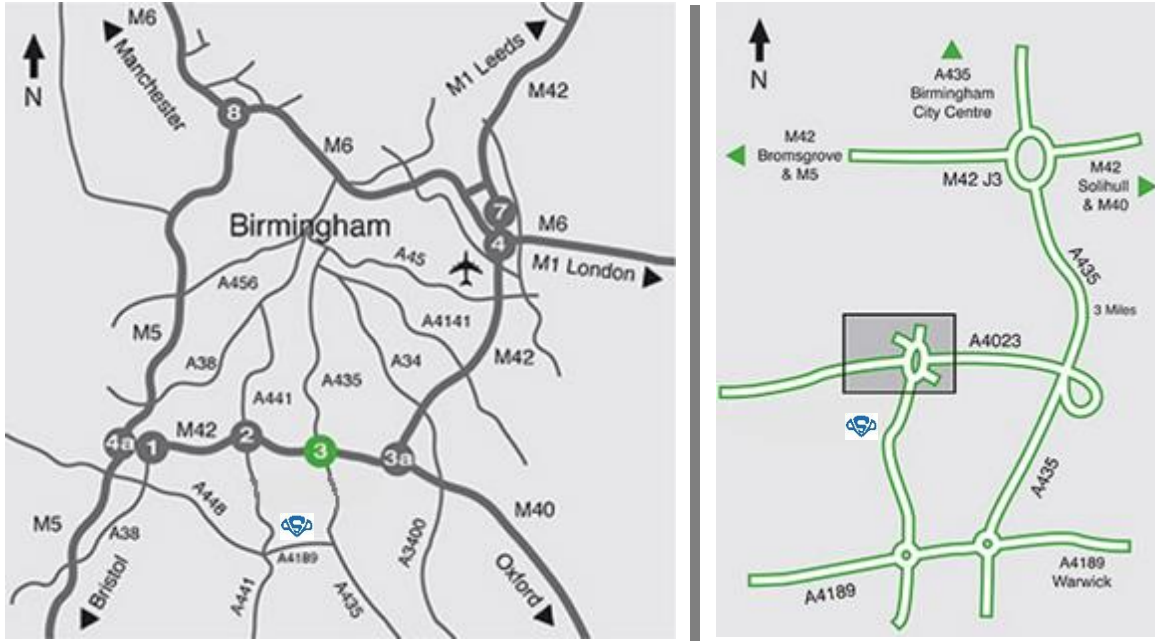 M6
Manchester
N
8
M6
M1 Leeds
M42
Birmingham
7
4
M6
M1 London
A45
A456
A4141
M5
A38
A34
M42
A435
A441
4a
1
M42
2
3
3a
M5
A38
A448
A4189
A3400
M40
Bristol
A441
A435
Oxford
N
A435
Birmingham
City Centre
M42
Bromsgrove
& M5
M42 J3
M42
Solihull
& M40
A435
3 Miles
A4023
A435
A4189
A4189
Warwick